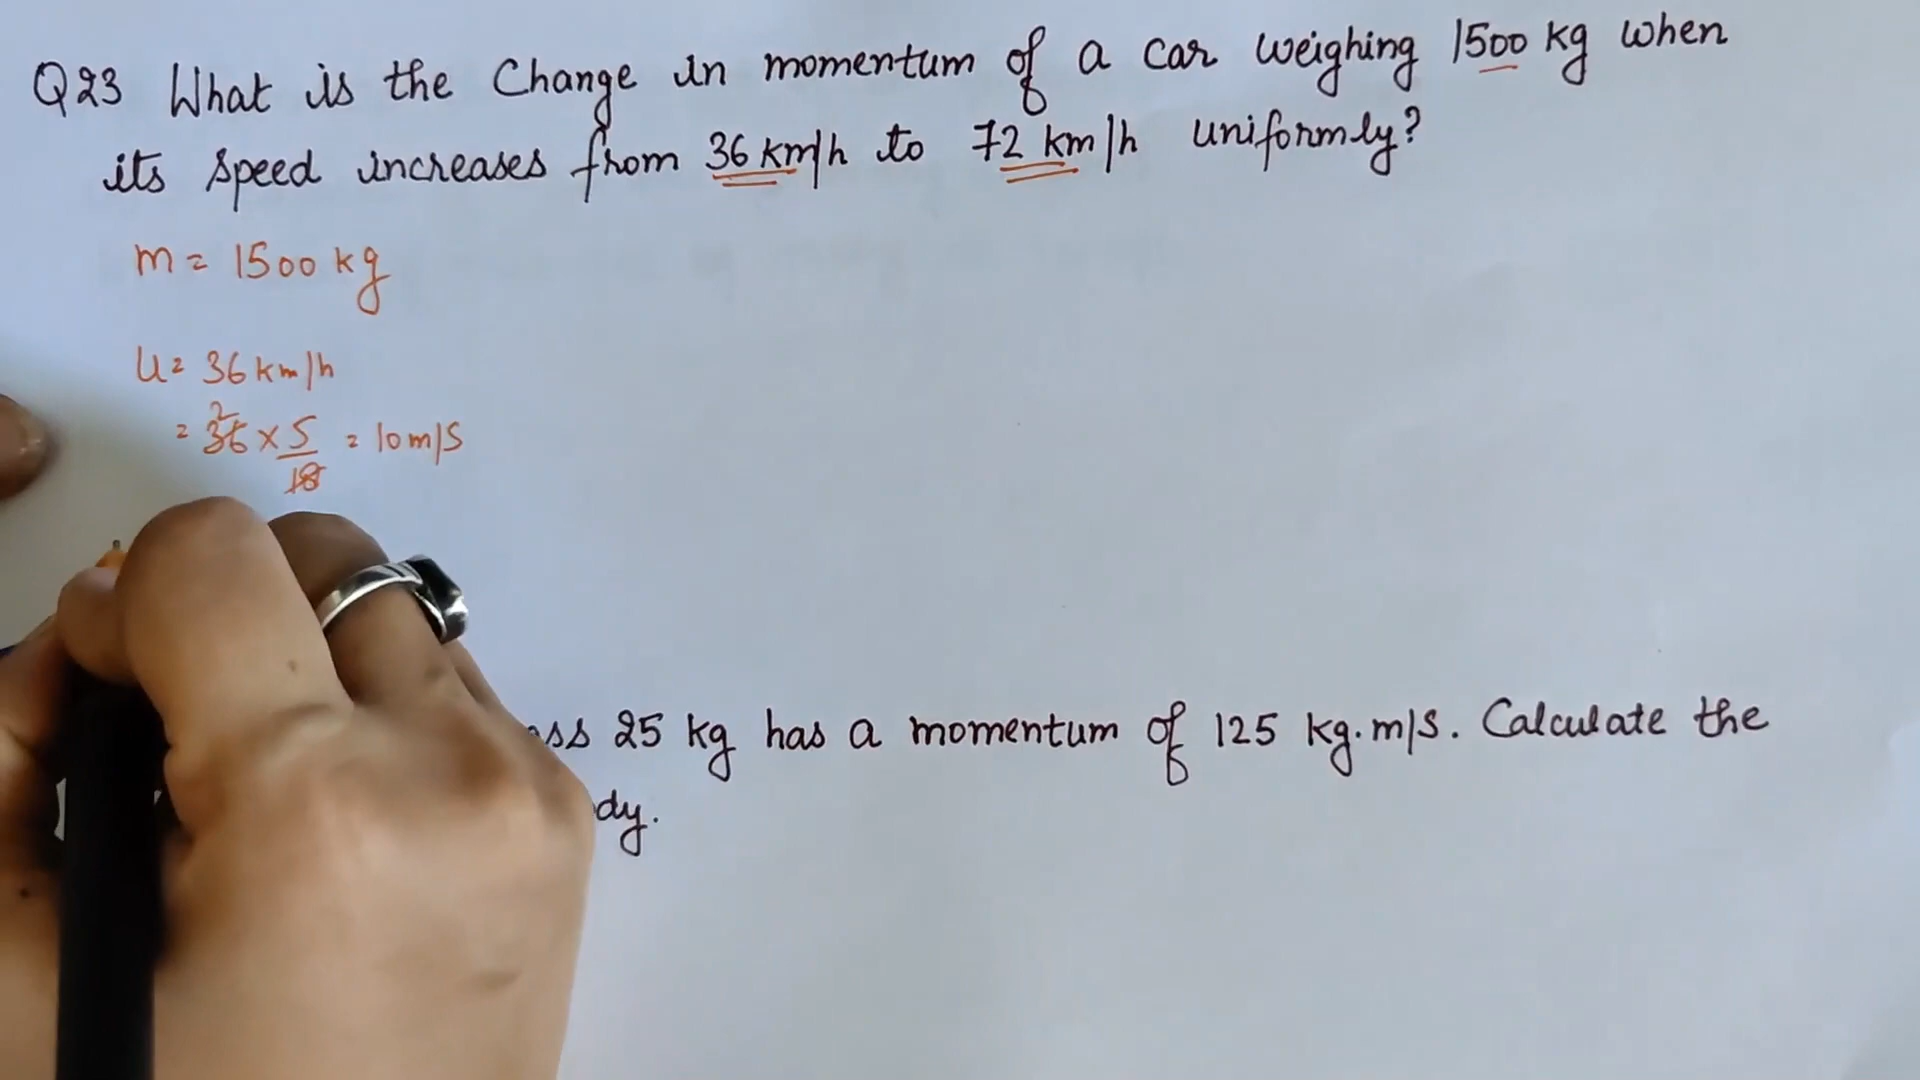 Q23 What is the Change in momentum of a car weighing 1500 kg when
its speed increases from 36 km/h to 72 km/h uniformly?
m = 1500 kg
u = 36 km/h
2
= 36 × 5/18 = 10 m/s
25 kg has a momentum of 125 kg.m/s. Calculate the